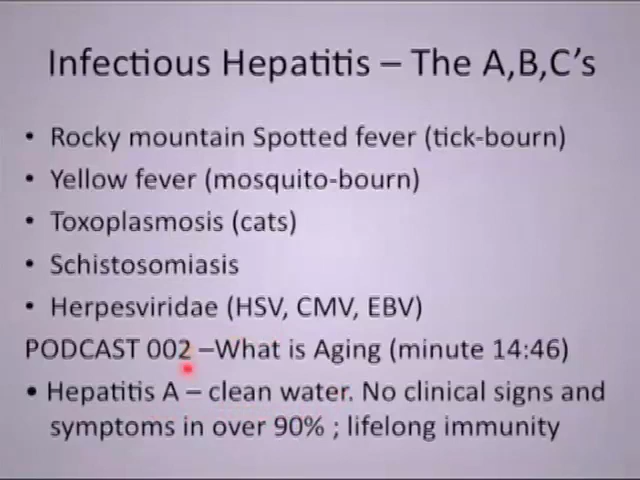 Infectious Hepatitis – The A,B,C's
• Rocky mountain Spotted fever (tick-bourn)
• Yellow fever (mosquito-bourn)
• Toxoplasmosis (cats)
• Schistosomiasis
• Herpesviridae (HSV, CMV, EBV)
PODCAST 002 –What is Aging (minute 14:46)
• Hepatitis A – clean water. No clinical signs and
symptoms in over 90% ; lifelong immunity